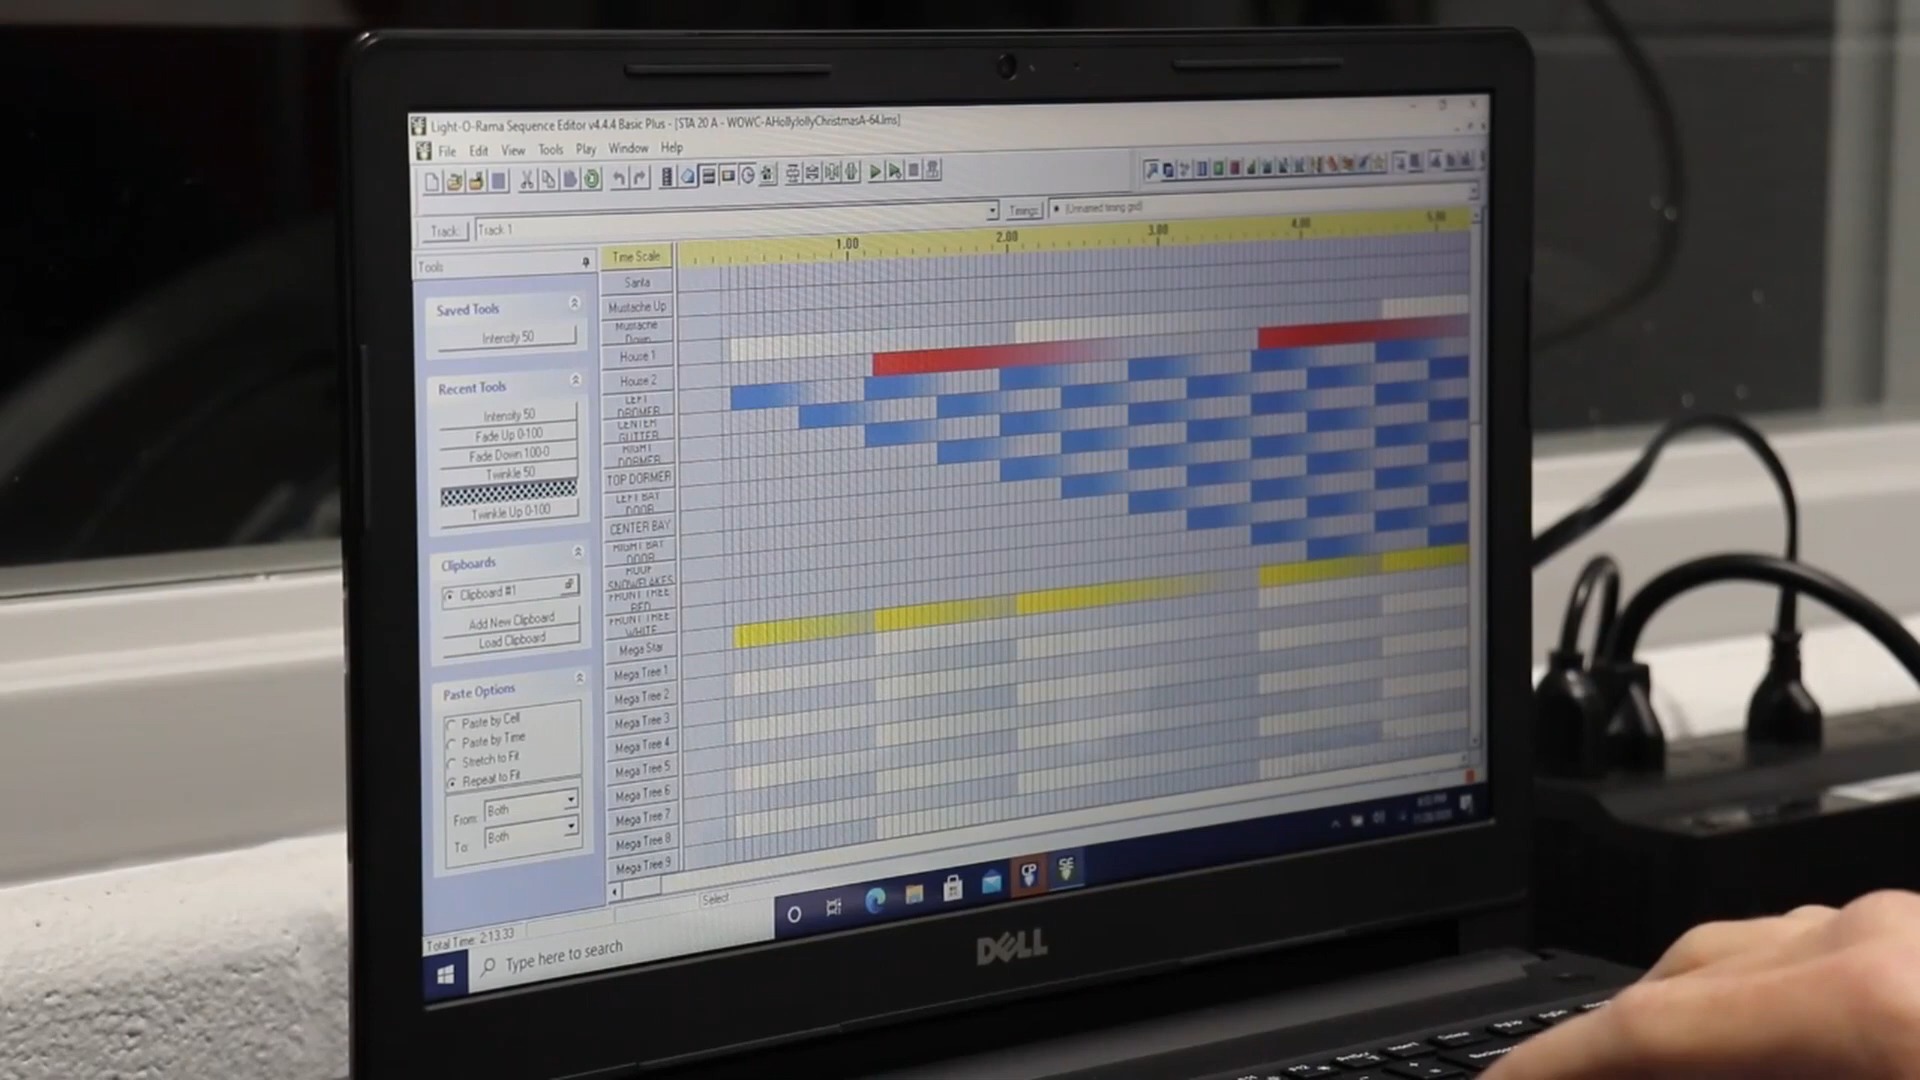 Light-O-Rama Sequence Editor v4.4.4 Basic Plus - [STA 20 A - WOWC-AHollyJollyChristmasA-64.lms]
File Edit View Tools Play Window Help
Track: Track 1 Timings: (Unnamed timing grid)
Tools
Saved Tools
Intensity 50
Recent Tools
Intensity 50
Fade Up 0-100
Fade Down 100-0
Twinkle 50
Twinkle Up 0-100
Clipboards
Clipboard #1
Add New Clipboard
Load Clipboard
Paste Options
Paste by Cell
Paste by Time
Stretch to Fit
Repeat to Fit
From: Both
To: Both
Time Scale 1.00 2.00 3.00 4.00 5.00
Santa
Mustache Up
Mustache
Down
House 1
House 2
LEFT
DROMER
CENTER
GUTTER
RIGHT
DORMER
TOP DORMER
LEFT BAY
DOOR
CENTER BAY
RIGHT BAY
DOOR
ROOF
SNOWFLAKES
FRONT TREE
RED
FRONT TREE
WHITE
Mega Star
Mega Tree 1
Mega Tree 2
Mega Tree 3
Mega Tree 4
Mega Tree 5
Mega Tree 6
Mega Tree 7
Mega Tree 8
Mega Tree 9
Select
Total Time: 2:13.33
Type here to search
CP
SE
DELL